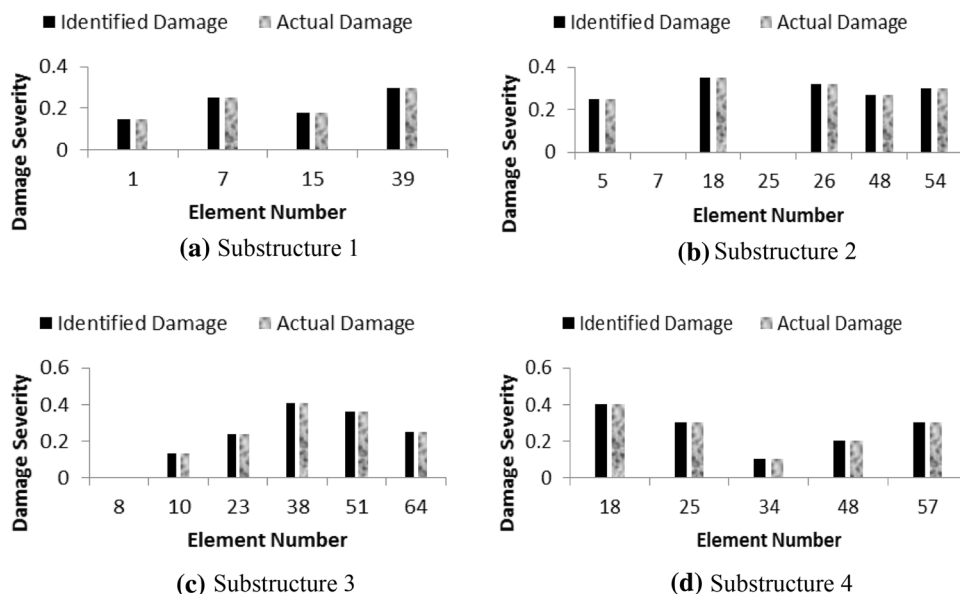 Identified Damage Actual Damage
Damage Severity
0.4
0.2
0
1 7 15 39
Element Number
(a) Substructure 1
Identified Damage Actual Damage
Damage Severity
0.4
0.2
0
5 7 18 25 26 48 54
Element Number
(b) Substructure 2
Identified Damage Actual Damage
Damage Severity
0.6
0.4
0.2
0
8 10 23 38 51 64
Element Number
(c) Substructure 3
Identified Damage Actual Damage
Damage Severity
0.6
0.4
0.2
0
18 25 34 48 57
Element Number
(d) Substructure 4